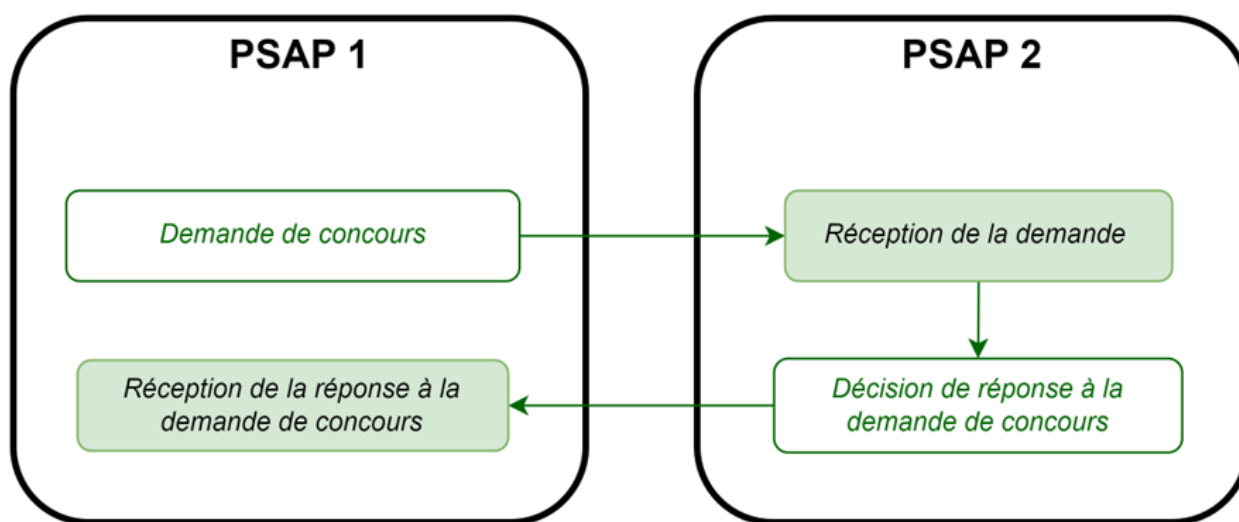 PSAP 1
PSAP 2
Demande de concours
Réception de la demande
Réception de la réponse à la
demande de concours
Décision de réponse à la
demande de concours